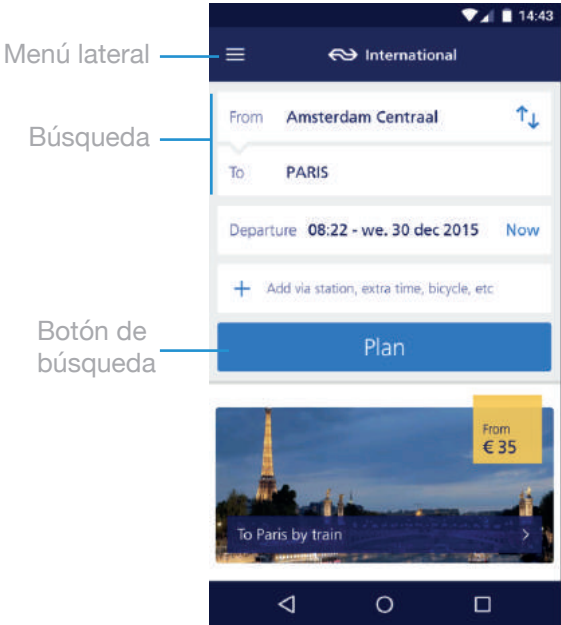 14:43
Menú lateral
International
Búsqueda
From Amsterdam Centraal
To PARIS
Departure 08:22 - we. 30 dec 2015 Now
+ Add via station, extra time, bicycle, etc
Botón de
búsqueda
Plan
From
€ 35
To Paris by train